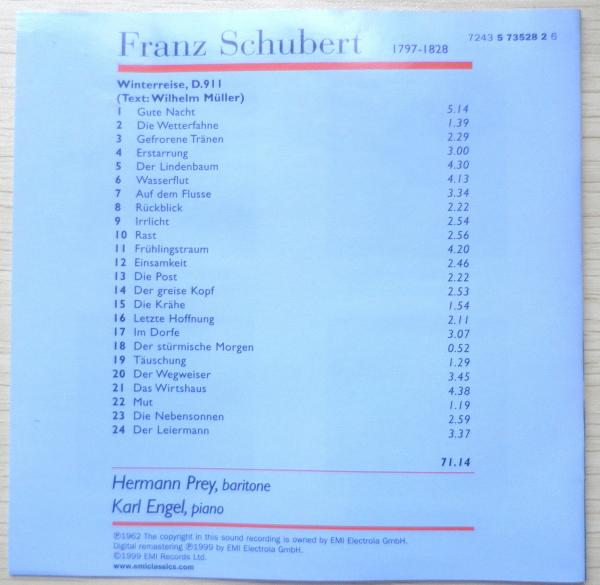 Franz Schubert 1797-1828 7243 5 73528 2 6
Winterreise, D.911
(Text: Wilhelm Müller)
1 Gute Nacht 5.14
2 Die Wetterfahne 1.39
3 Gefrorene Tränen 2.29
4 Erstarrung 3.00
5 Der Lindenbaum 4.30
6 Wasserflut 4.13
7 Auf dem Flusse 3.34
8 Rückblick 2.22
9 Irrlicht 2.54
10 Rast 2.56
11 Frühlingstraum 4.20
12 Einsamkeit 2.46
13 Die Post 2.22
14 Der greise Kopf 2.53
15 Die Krähe 1.54
16 Letzte Hoffnung 2.11
17 Im Dorfe 3.07
18 Der stürmische Morgen 0.52
19 Täuschung 1.29
20 Der Wegweiser 3.45
21 Das Wirtshaus 4.38
22 Mut 1.19
23 Die Nebensonnen 2.59
24 Der Leiermann 3.37
71.14
Hermann Prey, baritone
Karl Engel, piano
℗1962 The copyright in this sound recording is owned by EMI Electrola GmbH.
Digital remastering ℗1999 by EMI Electrola GmbH.
©1999 EMI Records Ltd.
www.emiclassics.com